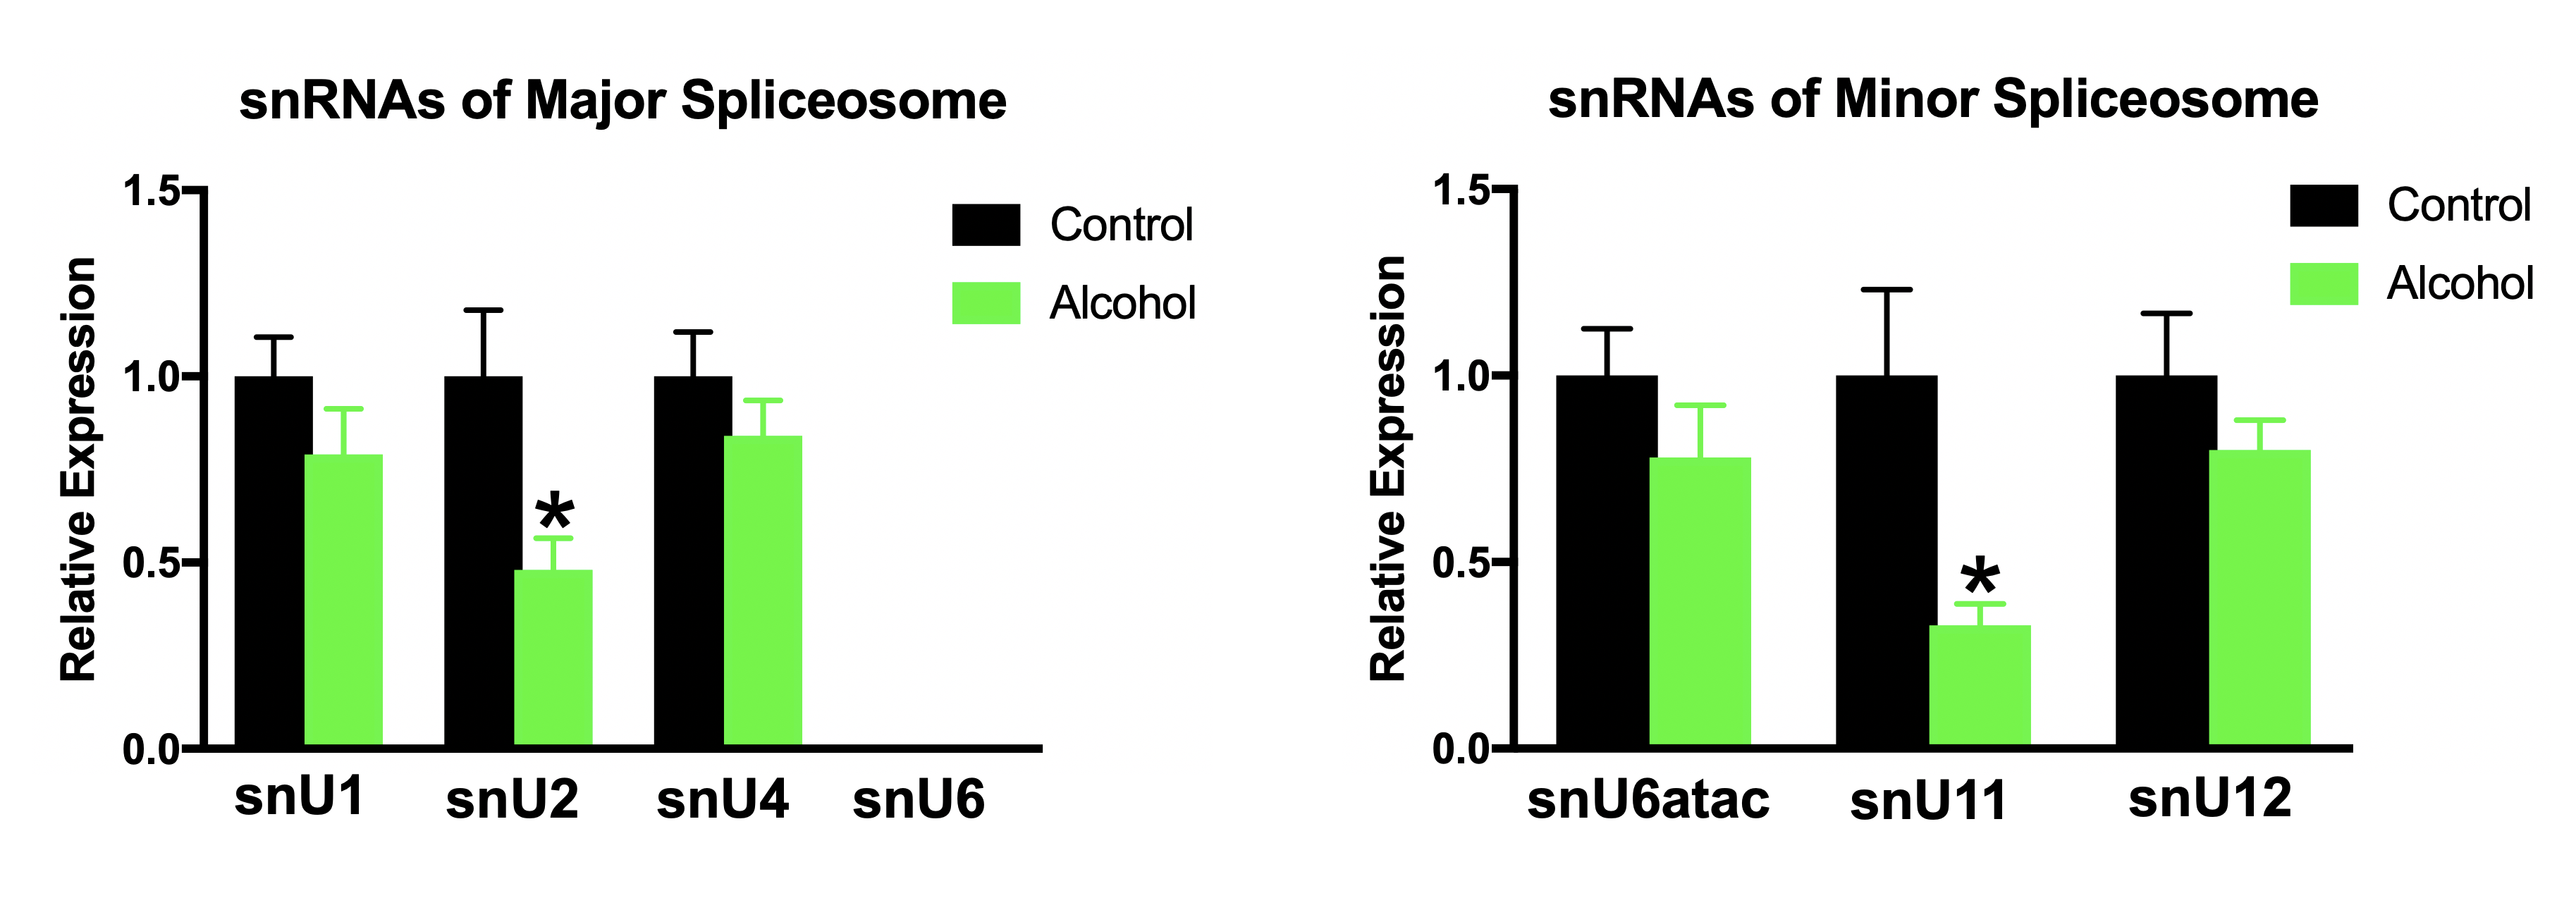 snRNAs of Major Spliceosome
1.5
1.0
0.5
0.0
Relative Expression
Control
Alcohol
*
snU1 snU2 snU4 snU6
snRNAs of Minor Spliceosome
1.5
1.0
0.5
0.0
Relative Expression
Control
Alcohol
*
snU6atac snU11 snU12